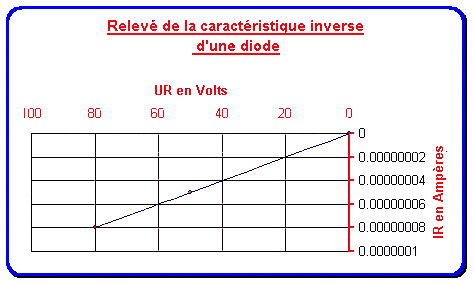 Relevé de la caractéristique inverse
d'une diode
UR en Volts
100 80 60 40 20 0
0
0.00000002
0.00000004
0.00000006
0.00000008
0.0000001
IR en Ampères